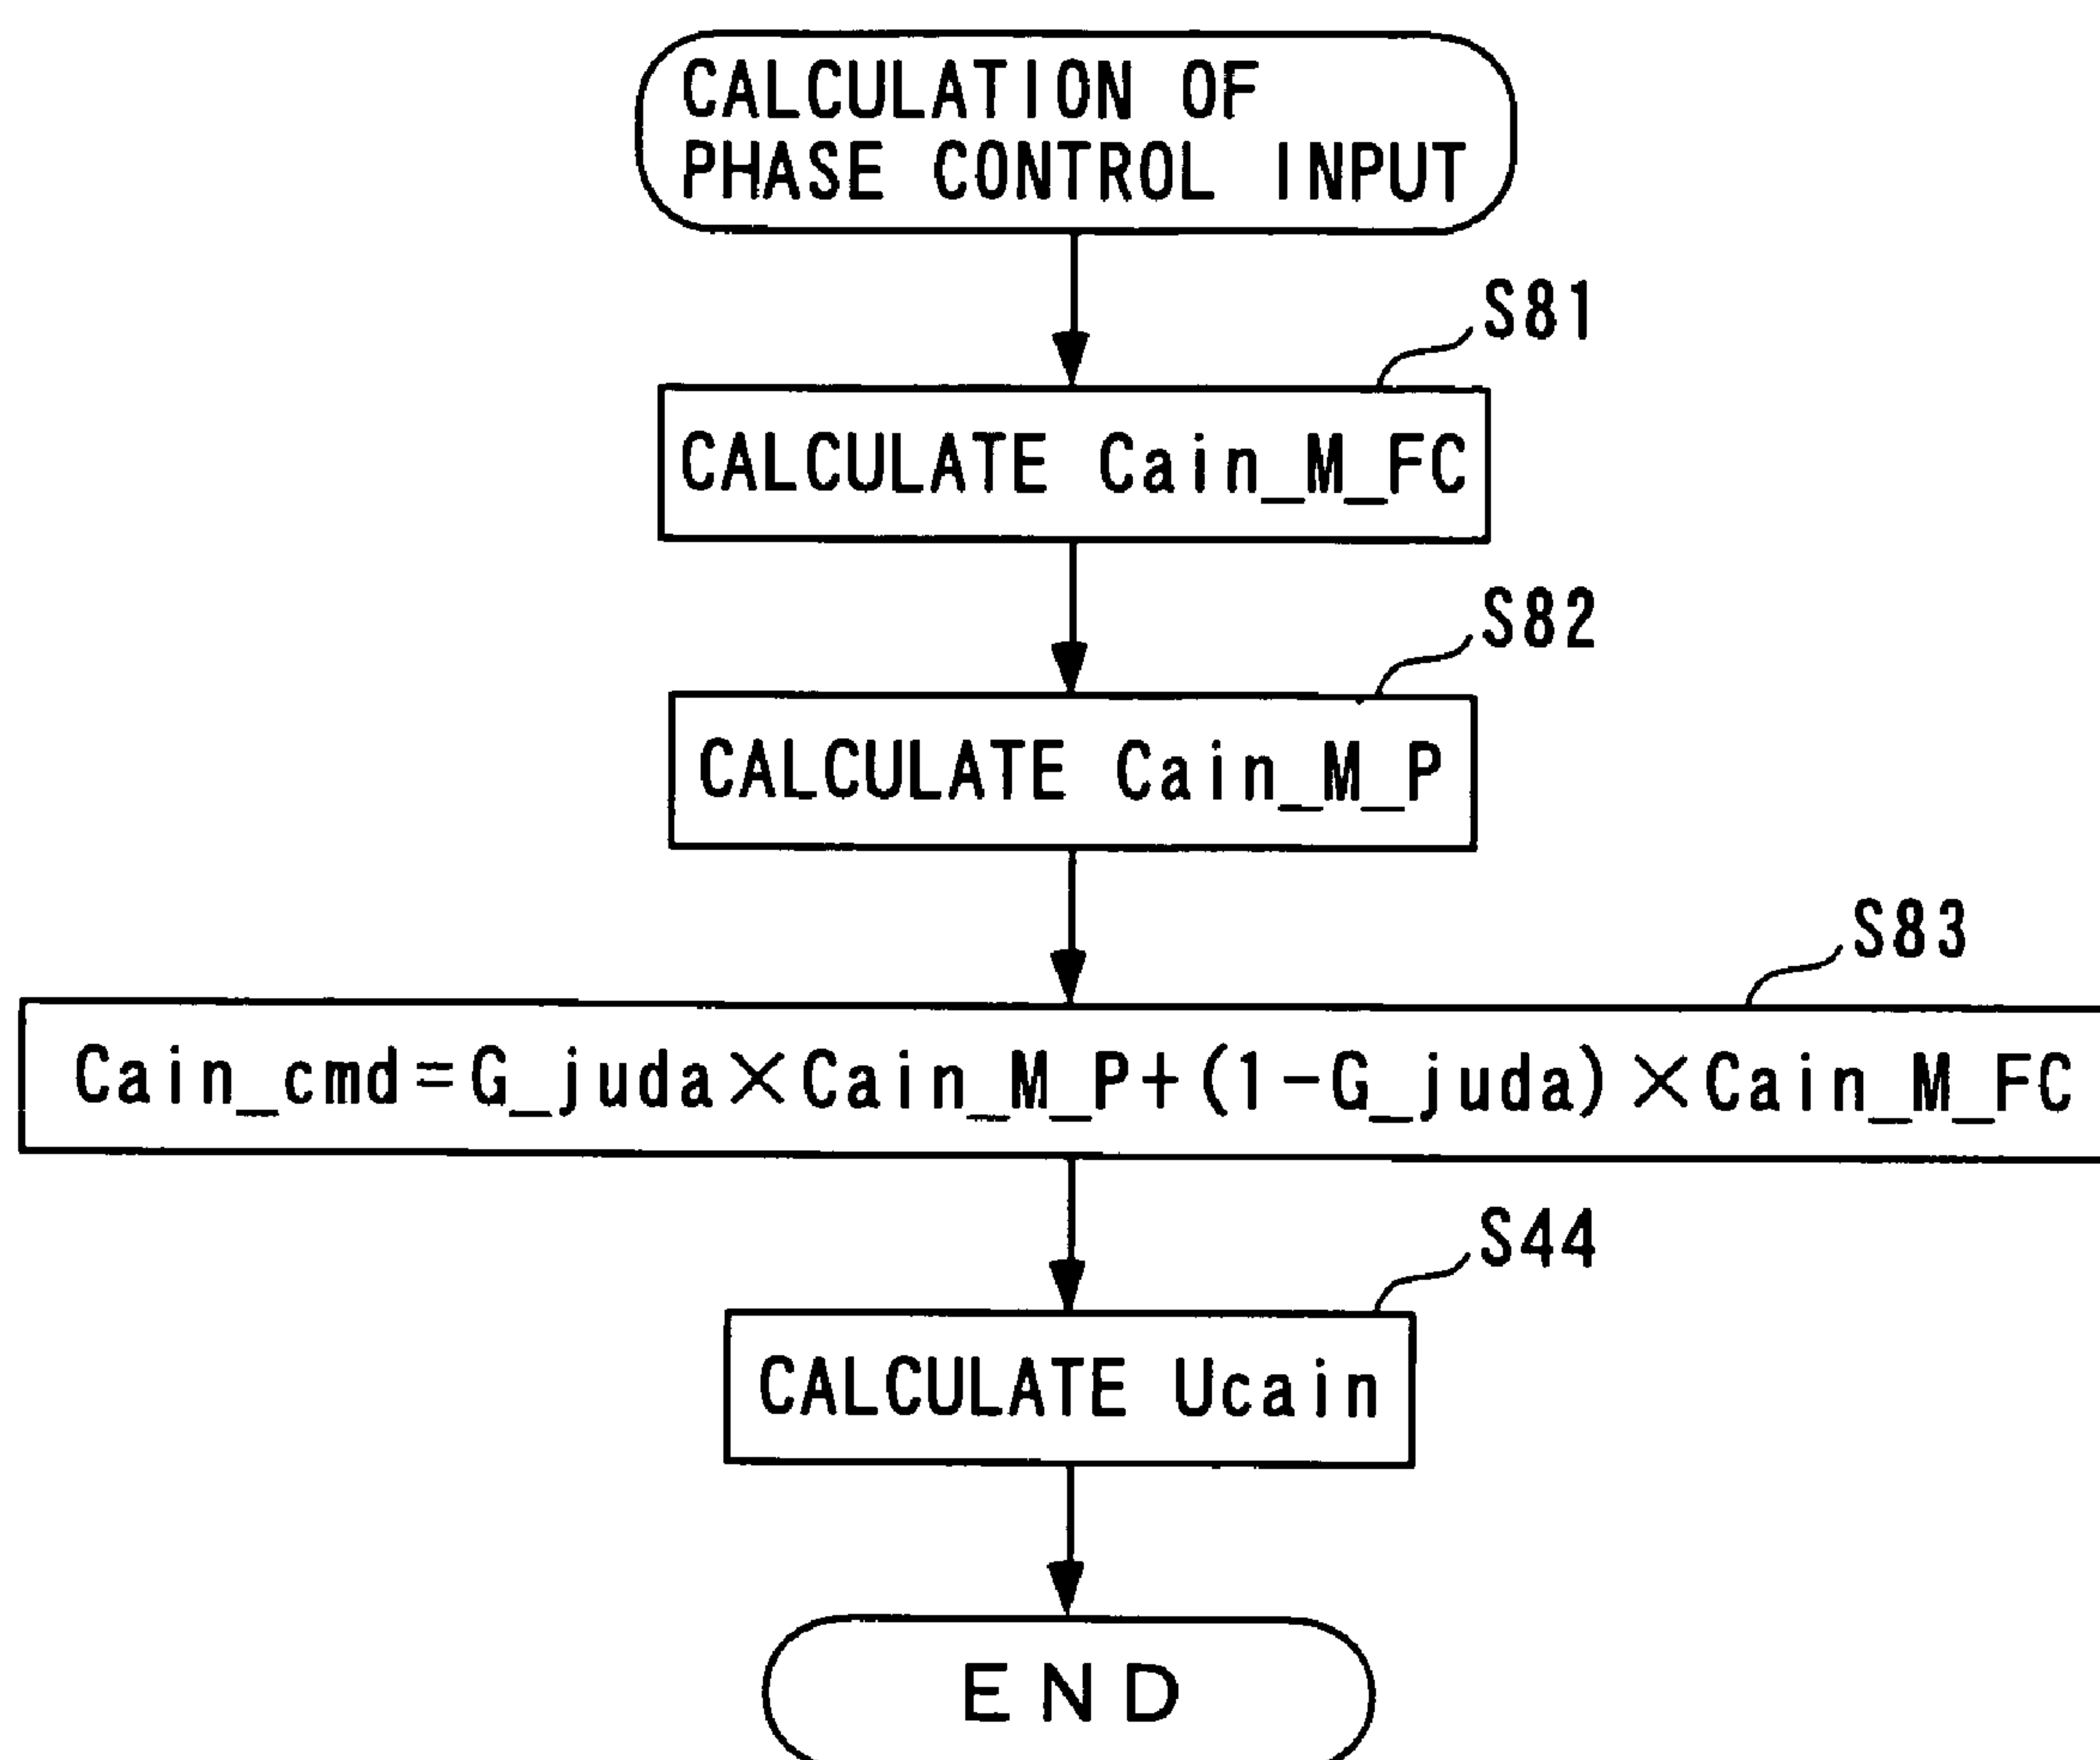 CALCULATION OF
PHASE CONTROL INPUT
S81
CALCULATE Cain_M_FC
S82
CALCULATE Cain_M_P
S83
Cain_cmd=G_juda×Cain_M_P+(1-G_juda)×Cain_M_FC
S44
CALCULATE Ucain
END